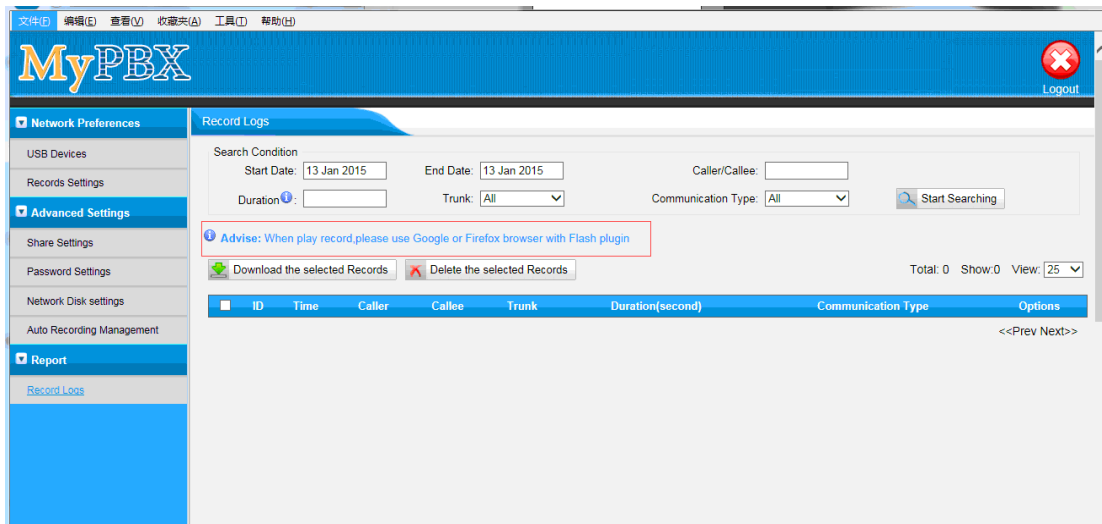 文件(F) 编辑(E) 查看(V) 收藏夹(A) 工具(T) 帮助(H)
MyPBX
Logout
Network Preferences
USB Devices
Records Settings
Advanced Settings
Share Settings
Password Settings
Network Disk settings
Auto Recording Management
Report
Record Logs
Record Logs
Search Condition
Start Date: 13 Jan 2015 End Date: 13 Jan 2015 Caller/Callee:
Duration : Trunk: All Communication Type: All Start Searching
Advise: When play record,please use Google or Firefox browser with Flash plugin
Download the selected Records Delete the selected Records Total: 0 Show:0 View: 25
ID Time Caller Callee Trunk Duration(second) Communication Type Options
<<Prev Next>>